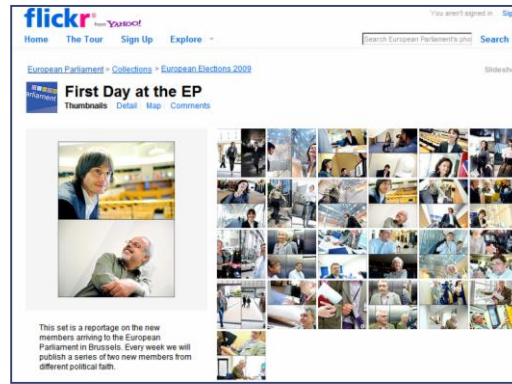 flickr from YAHOO!
You aren't signed in Sig
Home The Tour Sign Up Explore
Search European Parliament's pho Search
European Parliament > Collections > European Elections 2009
Slidesho
arliament
First Day at the EP
Thumbnails Detail Map Comments
This set is a reportage on the new
members arriving to the European
Parliament in Brussels. Every week we will
publish a series of two new members from
different political faith.